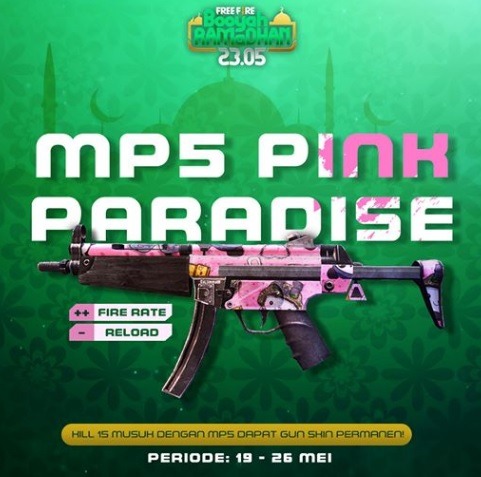 FREE FIRE
Booyah
RAMADHAN
23.05
MP5 PINK
PARADISE
++ FIRE RATE
- RELOAD
KILL 15 MUSUH DENGAN MP5 DAPAT GUN SKIN PERMANEN!
PERIODE: 19 - 26 MEI